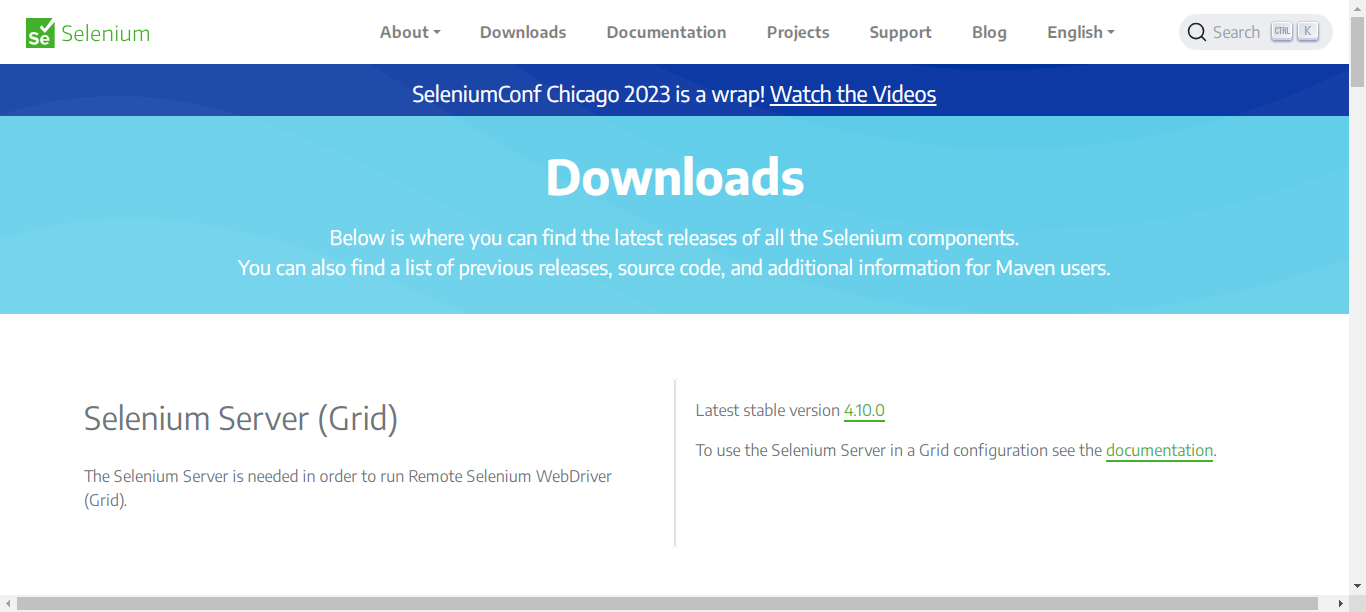 Se Selenium
About Downloads Documentation Projects Support Blog English Search CTRL K
SeleniumConf Chicago 2023 is a wrap! Watch the Videos
Downloads
Below is where you can find the latest releases of all the Selenium components.
You can also find a list of previous releases, source code, and additional information for Maven users.
Selenium Server (Grid)
The Selenium Server is needed in order to run Remote Selenium WebDriver
(Grid).
Latest stable version 4.10.0
To use the Selenium Server in a Grid configuration see the documentation.